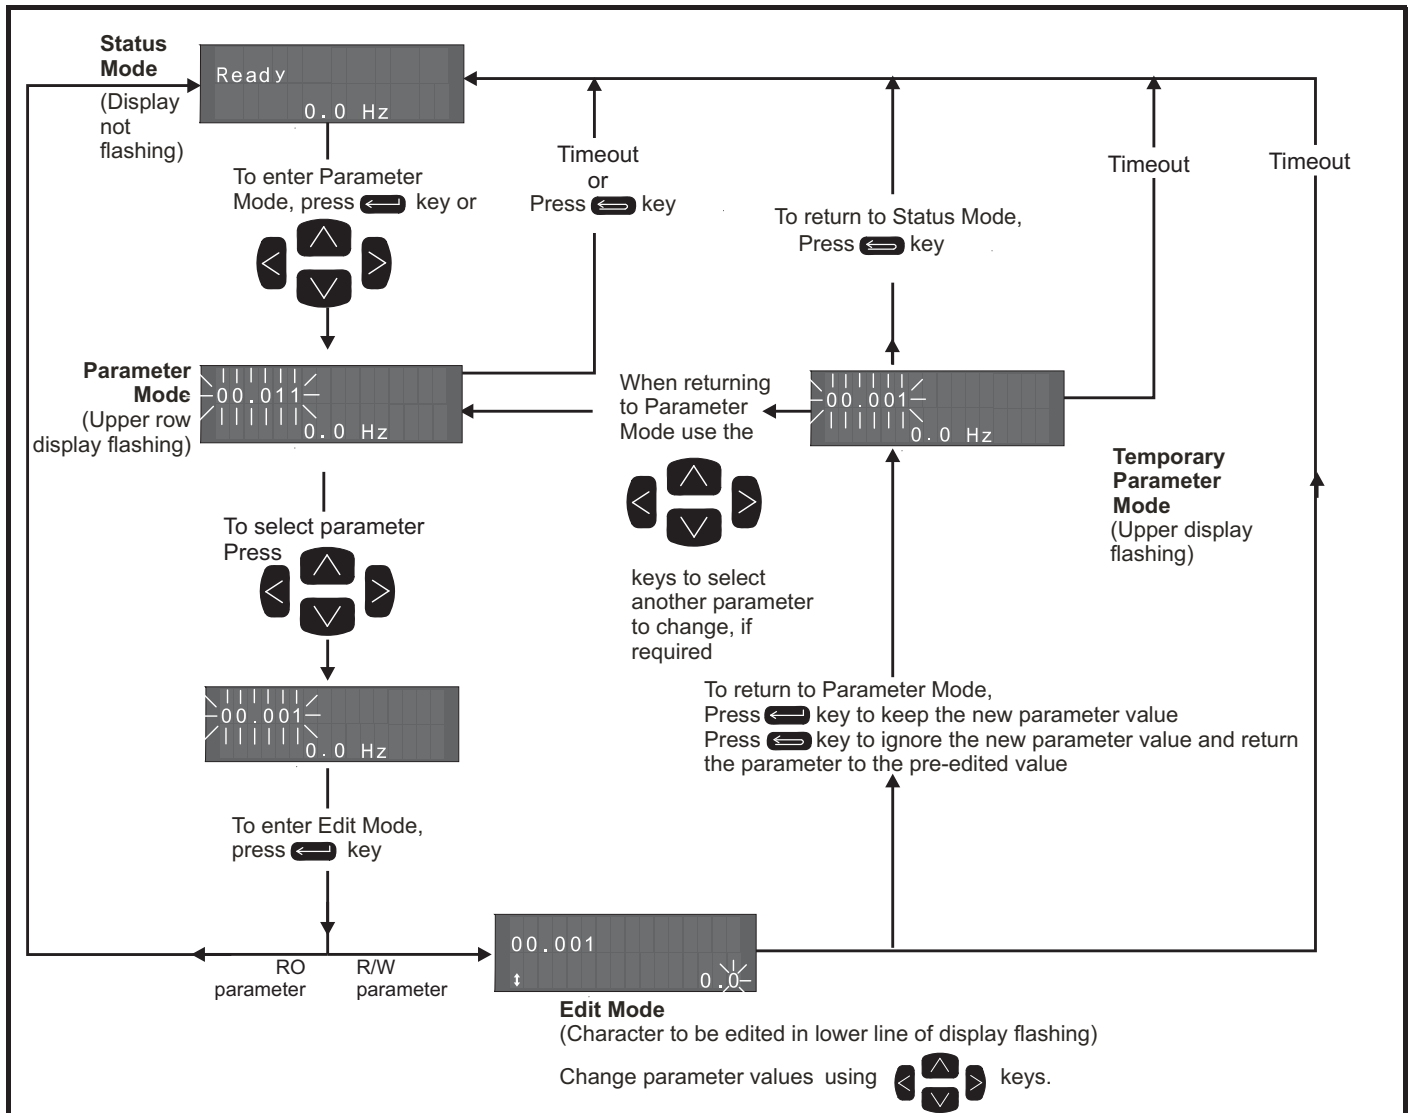 Status
Mode
(Display
not
flashing)
Ready
0.0 Hz
To enter Parameter
Mode, press key or
Timeout
or
Press key
To return to Status Mode,
Press key
Timeout
Timeout
Parameter
Mode
(Upper row
display flashing)
00.011
0.0 Hz
When returning
to Parameter
Mode use the
keys to select
another parameter
to change, if
required
00.001
0.0 Hz
Temporary
Parameter
Mode
(Upper display
flashing)
To select parameter
Press
00.001
0.0 Hz
To return to Parameter Mode,
Press key to keep the new parameter value
Press key to ignore the new parameter value and return
the parameter to the pre-edited value
To enter Edit Mode,
press key
RO
parameter
R/W
parameter
00.001
0.0
Edit Mode
(Character to be edited in lower line of display flashing)
Change parameter values using keys.